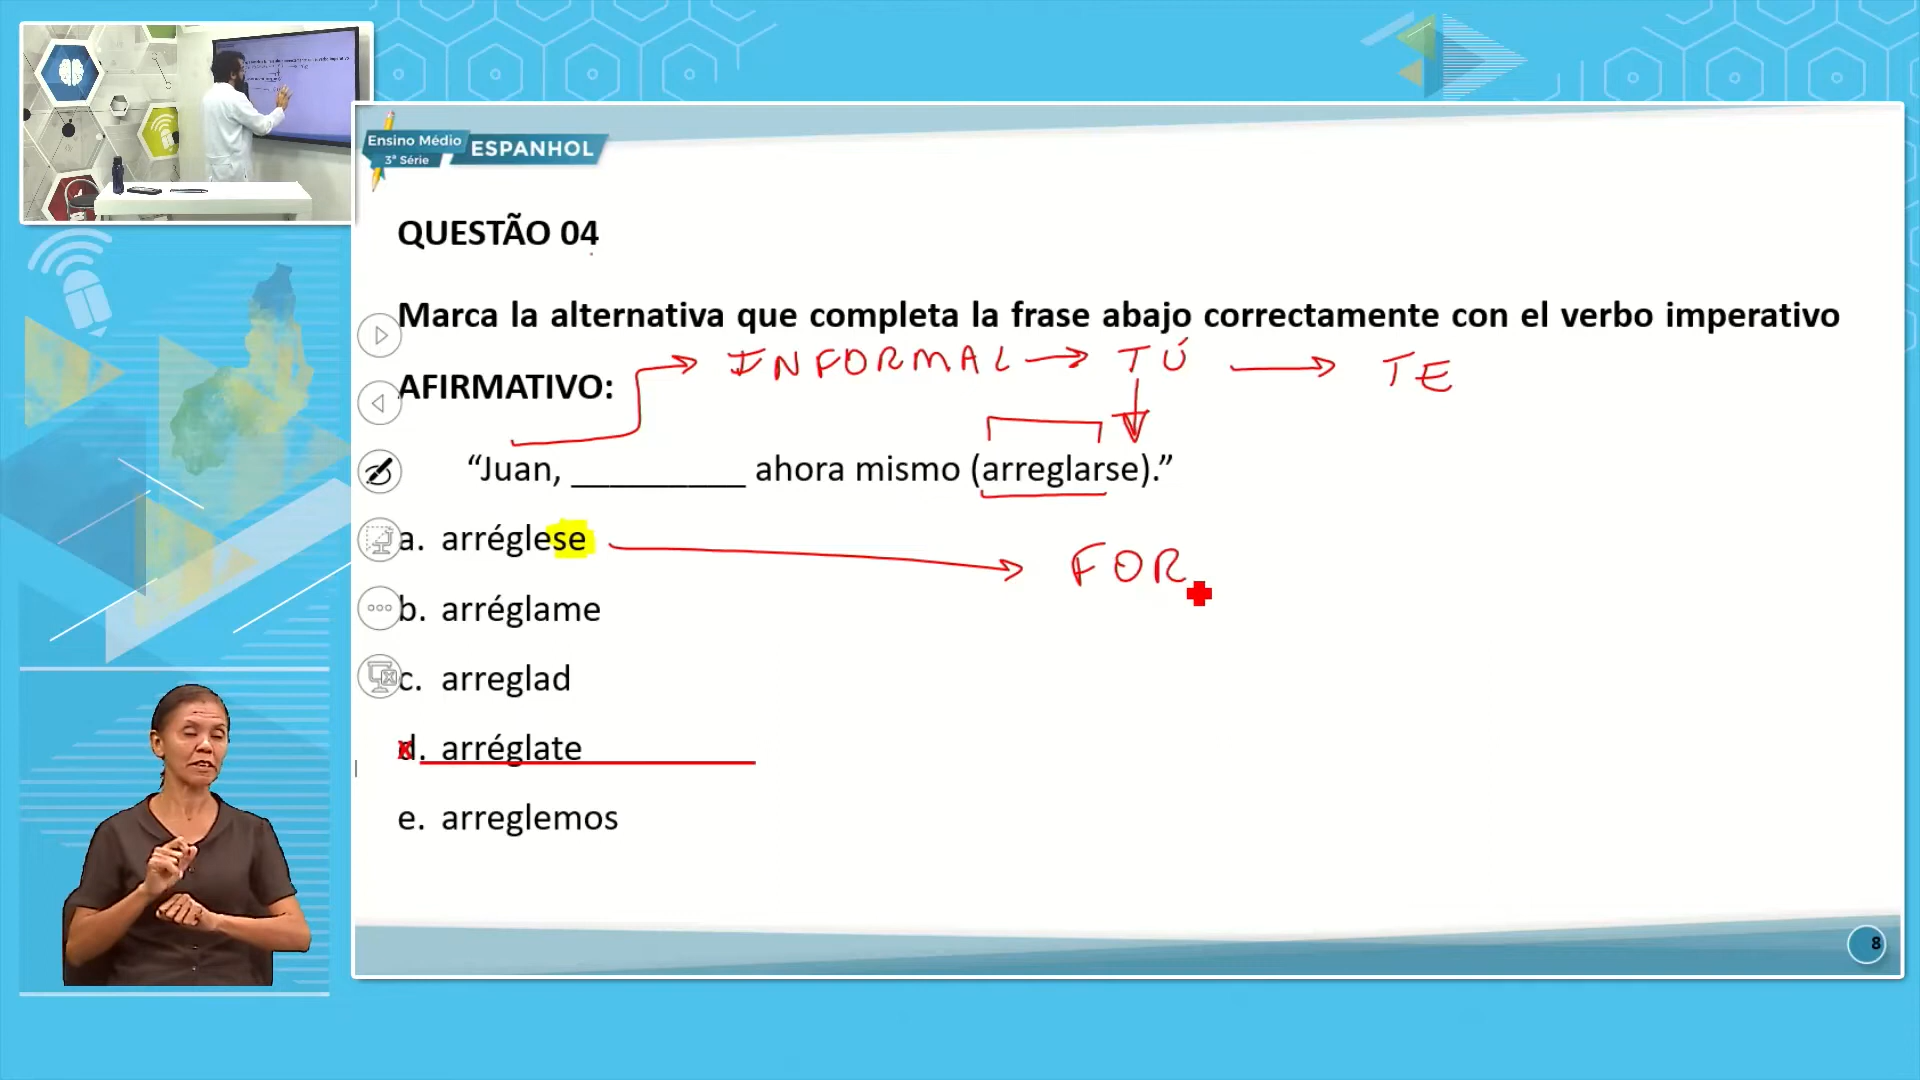 Ensino Médio
3ª Série
ESPANHOL
QUESTÃO 04
Marca la alternativa que completa la frase abajo correctamente con el verbo imperativo
INFORMAL → TÚ → TE
AFIRMATIVO:
“Juan, _________ ahora mismo (arreglarse).”
a. arréglese
FOR
b. arréglame
c. arreglad
x
d. arréglate
e. arreglemos
8